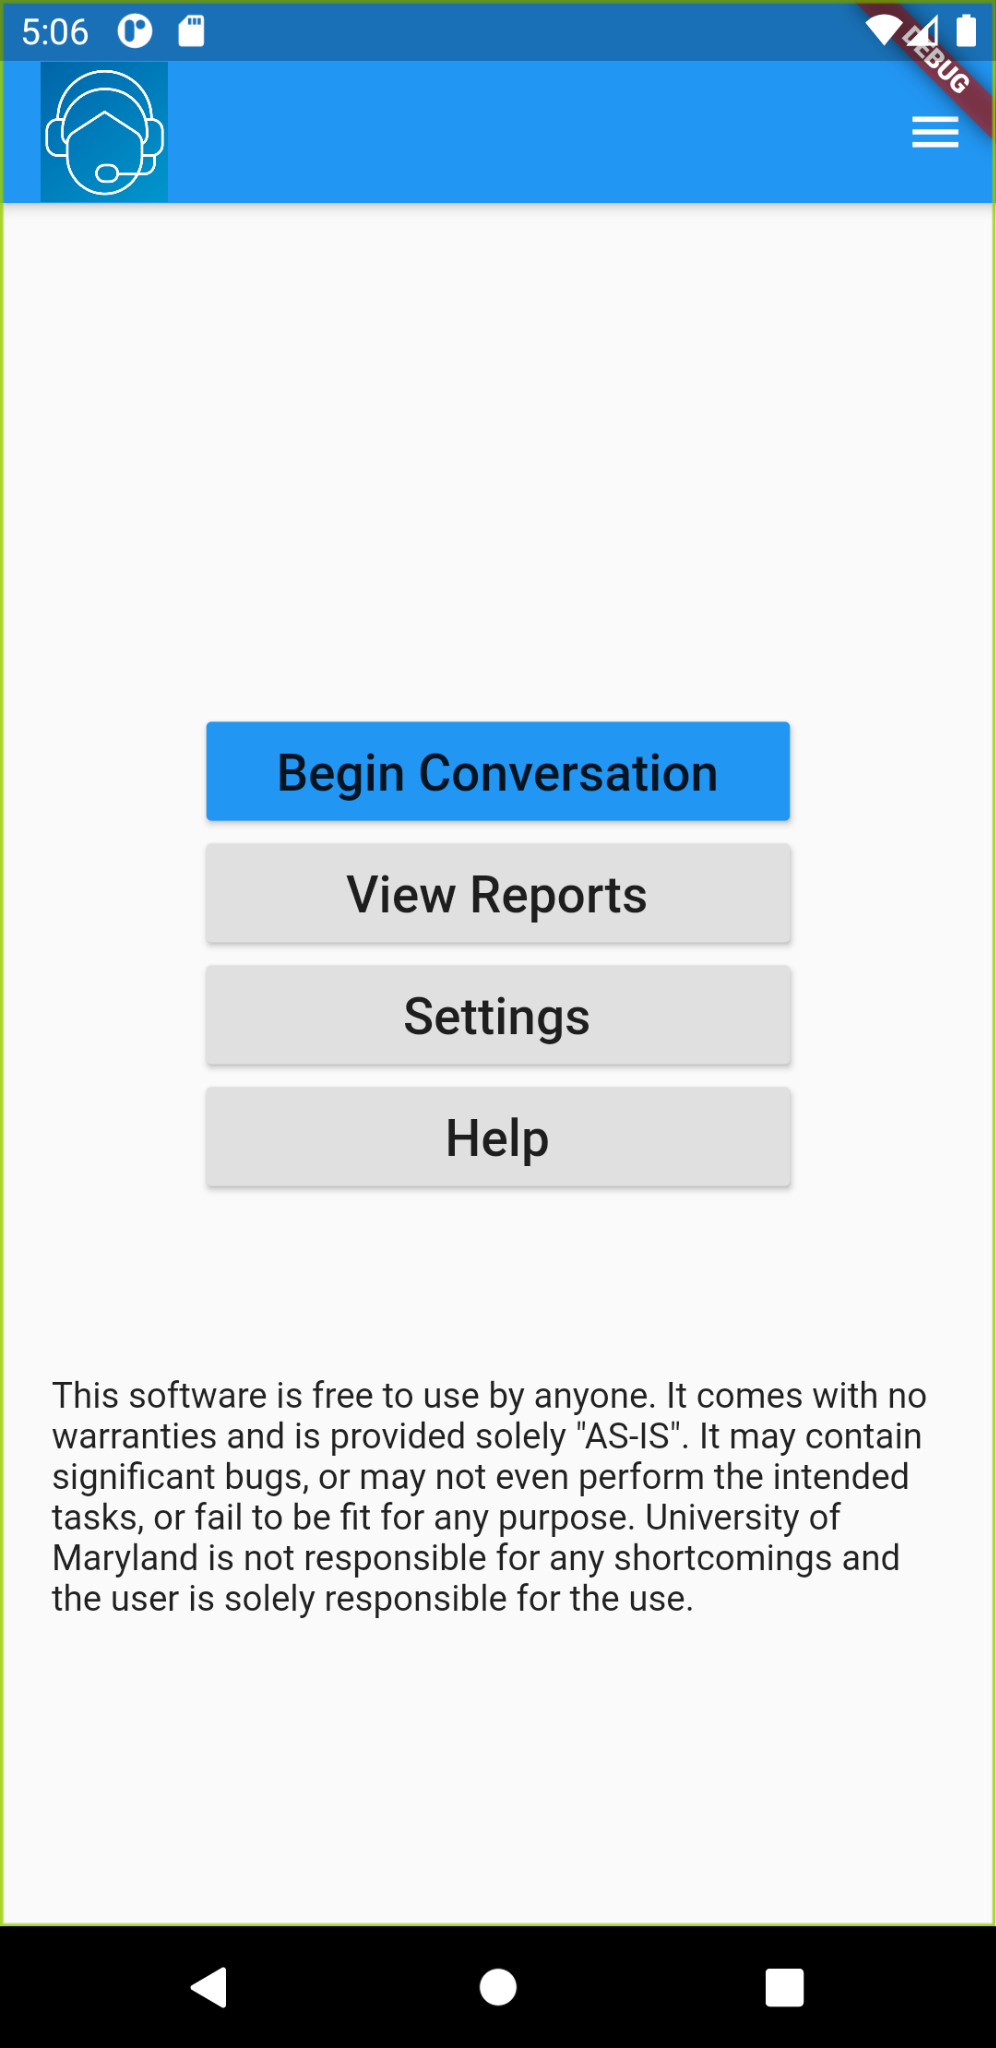 5:06
DEBUG
Begin Conversation
View Reports
Settings
Help
This software is free to use by anyone. It comes with no
warranties and is provided solely "AS-IS". It may contain
significant bugs, or may not even perform the intended
tasks, or fail to be fit for any purpose. University of
Maryland is not responsible for any shortcomings and
the user is solely responsible for the use.